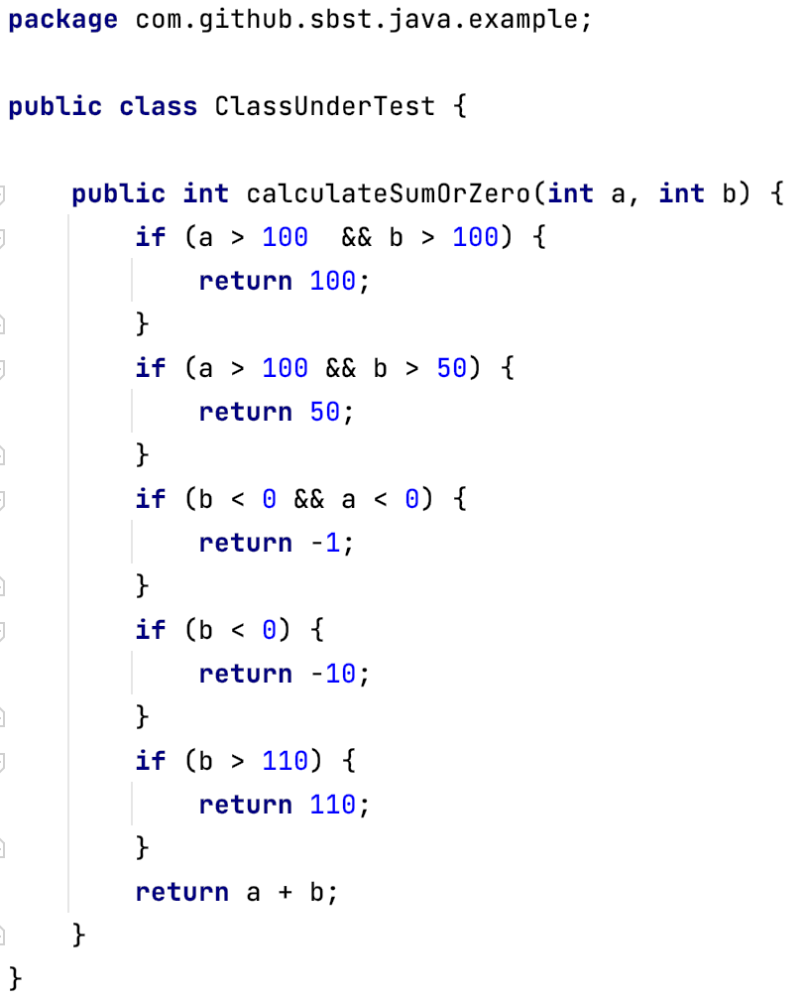 package com.github.sbst.java.example;
public class ClassUnderTest {
    public int calculateSumOrZero(int a, int b) {
        if (a > 100  && b > 100) {
            return 100;
        }
        if (a > 100 && b > 50) {
            return 50;
        }
        if (b < 0 && a < 0) {
            return -1;
        }
        if (b < 0) {
            return -10;
        }
        if (b > 110) {
            return 110;
        }
        return a + b;
    }
}